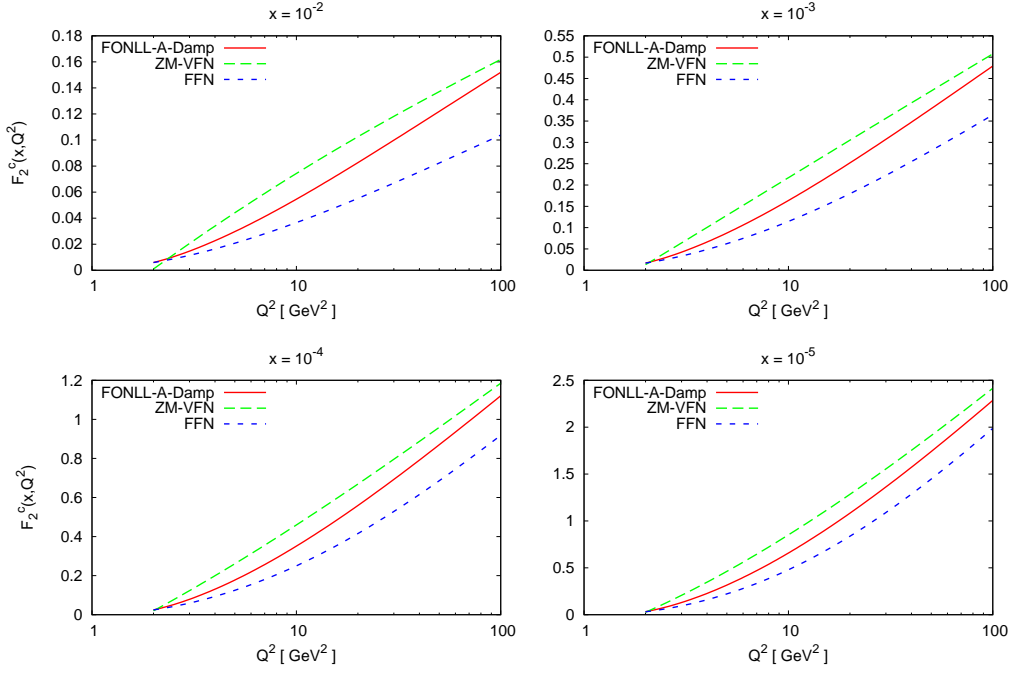 x = 10^-2
F_2^c(x,Q^2)
0.18
0.16
0.14
0.12
0.1
0.08
0.06
0.04
0.02
0
FONLL-A-Damp
ZM-VFN
FFN
1 10 100
Q^2 [ GeV^2 ]
x = 10^-3
0.55
0.5
0.45
0.4
0.35
0.3
0.25
0.2
0.15
0.1
0.05
0
FONLL-A-Damp
ZM-VFN
FFN
1 10 100
Q^2 [ GeV^2 ]
x = 10^-4
F_2^c(x,Q^2)
1.2
1
0.8
0.6
0.4
0.2
0
FONLL-A-Damp
ZM-VFN
FFN
1 10 100
Q^2 [ GeV^2 ]
x = 10^-5
2.5
2
1.5
1
0.5
0
FONLL-A-Damp
ZM-VFN
FFN
1 10 100
Q^2 [ GeV^2 ]